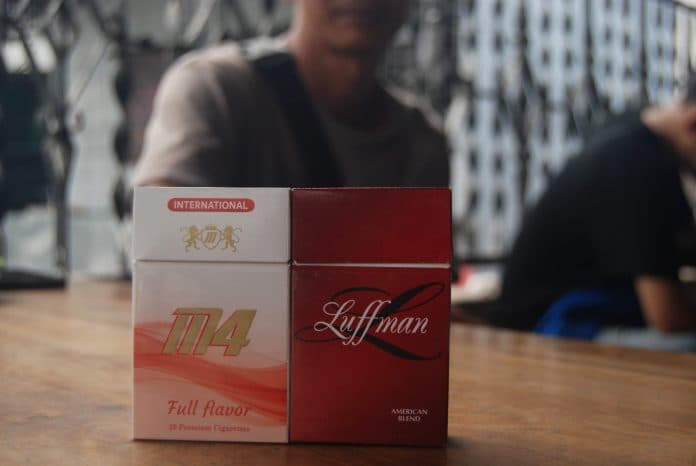 INTERNATIONAL
M4
Full flavor
20 Premium Cigarettes
Luffman
L
AMERICAN
BLEND